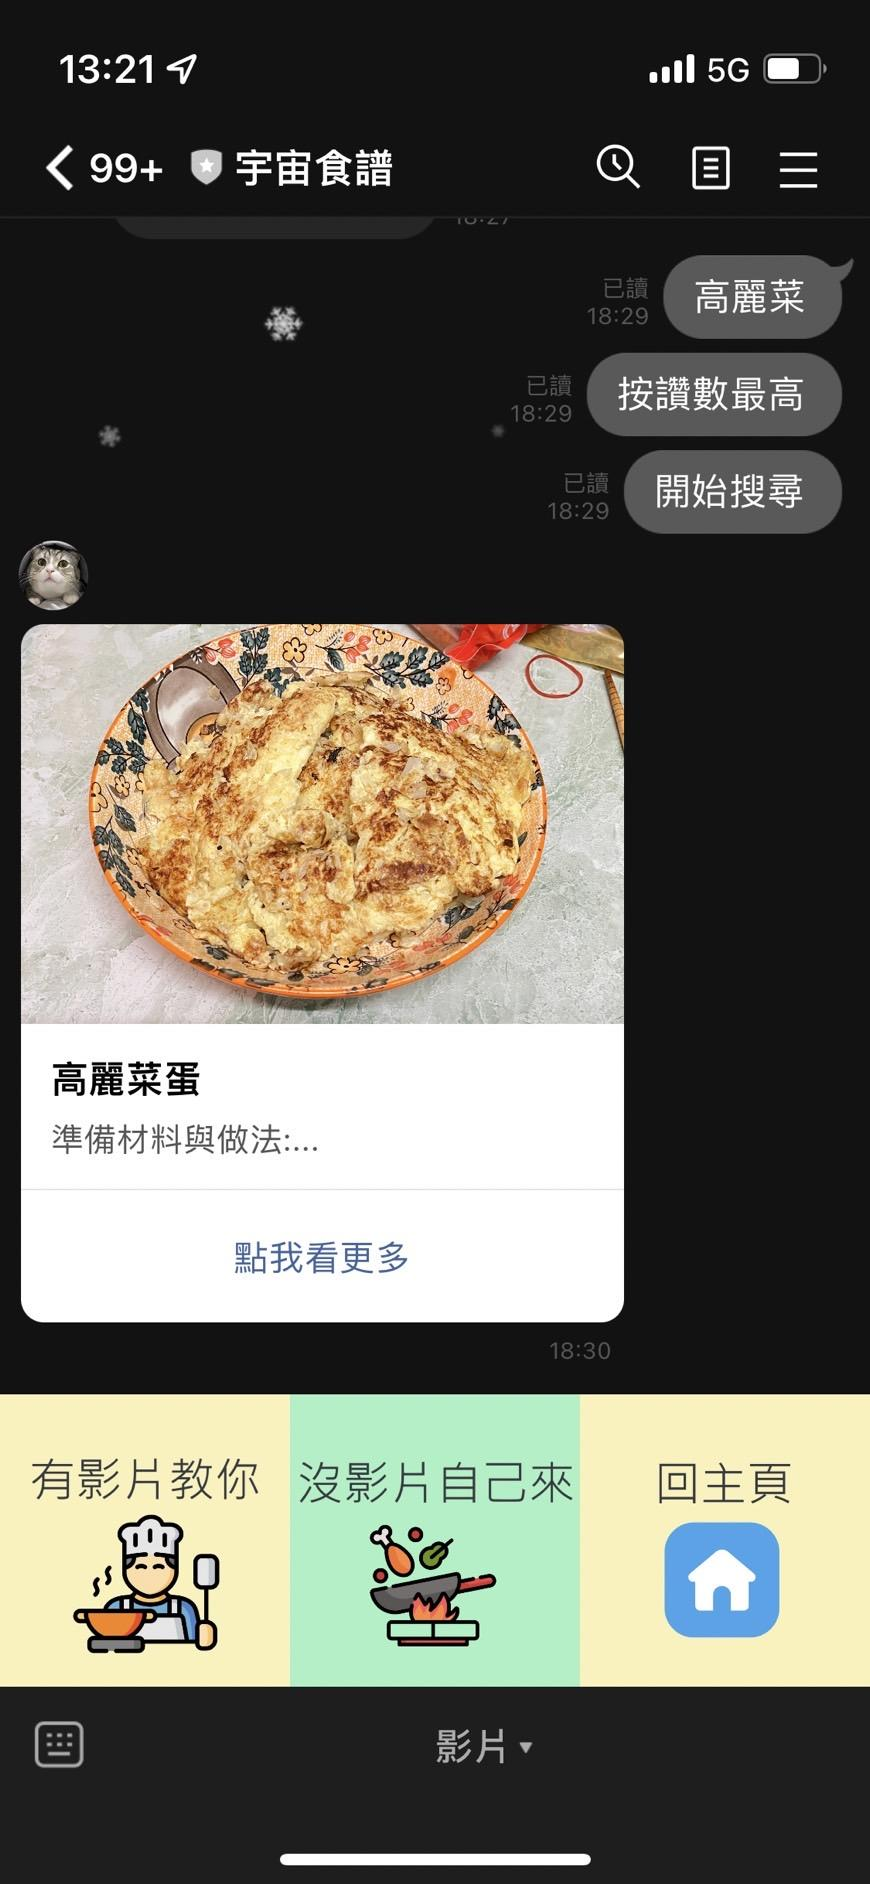 13:21
5G
99+ 宇宙食譜
18:27
已讀
18:29
高麗菜
已讀
18:29
按讚數最高
已讀
18:29
開始搜尋
高麗菜蛋
準備材料與做法:...
點我看更多
18:30
有影片教你
沒影片自己來
回主頁
影片▾